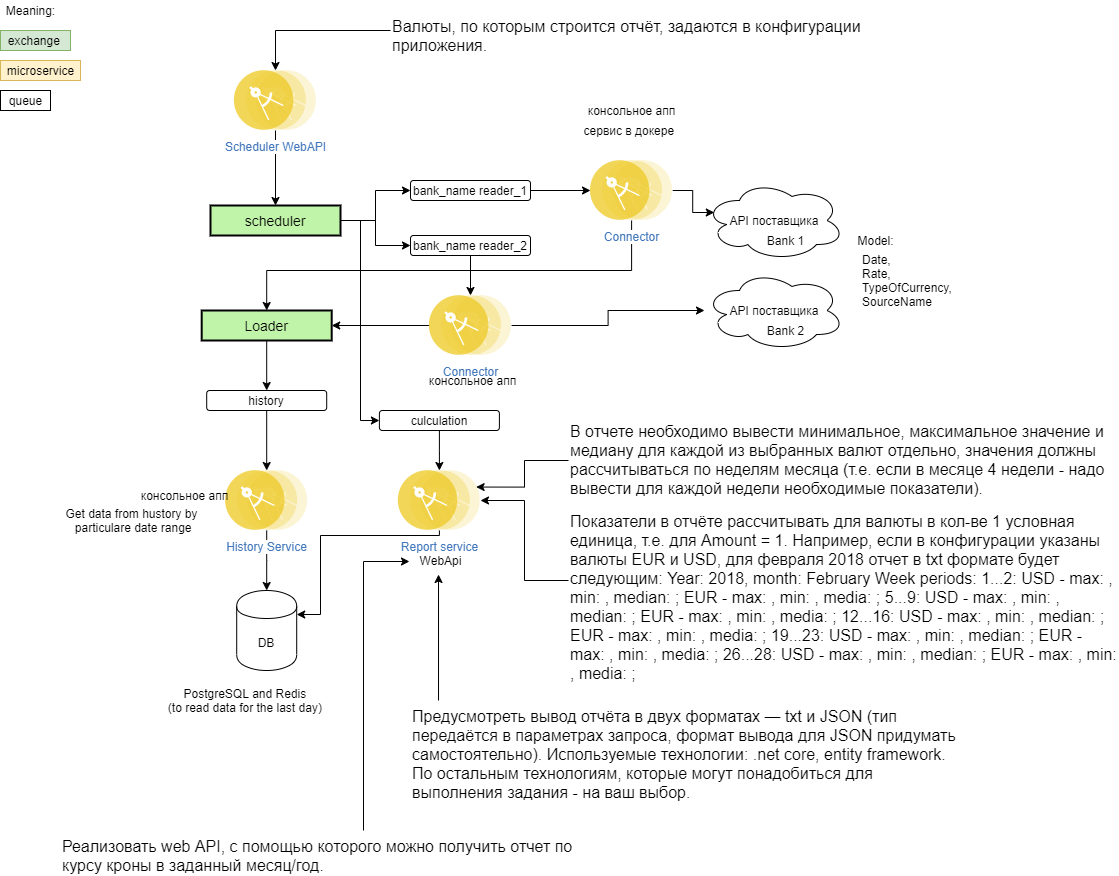 Meaning:
exchange
microservice
queue
Валюты, по которым строится отчёт, задаются в конфигурации
приложения.
Scheduler WebAPI
консольное апп
сервис в докере
scheduler
bank_name reader_1
bank_name reader_2
Connector
API поставщика
Bank 1
Model:
Date,
Rate,
TypeOfCurrency,
SourceName
API поставщика
Bank 2
Loader
Connector
консольное апп
history
culculation
В отчете необходимо вывести минимальное, максимальное значение и
медиану для каждой из выбранных валют отдельно, значения должны
рассчитываться по неделям месяца (т.е. если в месяце 4 недели - надо
вывести для каждой недели необходимые показатели).
консольное апп
Get data from hustory by
particulare date range
History Service
Report service
WebApi
Показатели в отчёте рассчитывать для валюты в кол-ве 1 условная
единица, т.е. для Amount = 1. Например, если в конфигурации указаны
валюты EUR и USD, для февраля 2018 отчет в txt формате будет
следующим: Year: 2018, month: February Week periods: 1...2: USD - max: ,
min: , median: ; EUR - max: , min: , media: ; 5...9: USD - max: , min: ,
median: ; EUR - max: , min: , media: ; 12...16: USD - max: , min: , median: ;
EUR - max: , min: , media: ; 19...23: USD - max: , min: , median: ; EUR -
max: , min: , media: ; 26...28: USD - max: , min: , median: ; EUR - max: , min:
, media: ;
DB
PostgreSQL and Redis
(to read data for the last day)
Предусмотреть вывод отчёта в двух форматах — txt и JSON (тип
передаётся в параметрах запроса, формат вывода для JSON придумать
самостоятельно). Используемые технологии: .net core, entity framework.
По остальным технологиям, которые могут понадобиться для
выполнения задания - на ваш выбор.
Реализовать web API, с помощью которого можно получить отчет по
курсу кроны в заданный месяц/год.